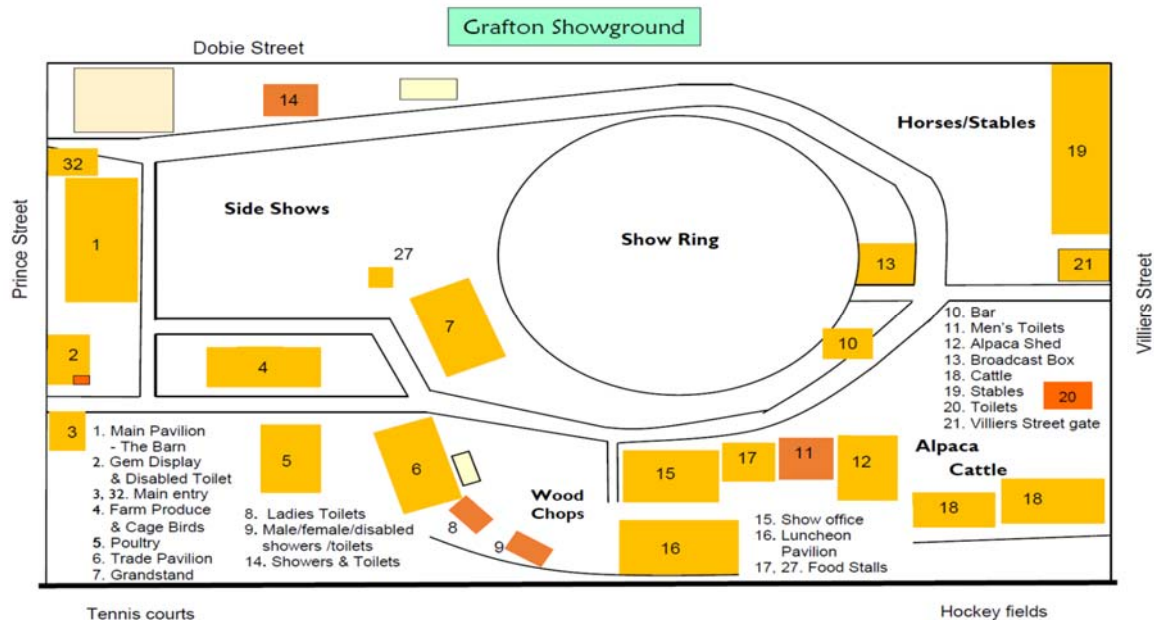 Grafton Showground
Dobie Street
14
Horses/Stables
19
32
1
Prince Street
Side Shows
Show Ring
27
13
21
Villiers Street
7
10
2
4
10. Bar
11. Men's Toilets
12. Alpaca Shed
13. Broadcast Box
18. Cattle
19. Stables
20. Toilets
21. Villiers Street gate
20
3
1. Main Pavilion
- The Barn
2. Gem Display
& Disabled Toilet
3, 32. Main entry
4. Farm Produce
& Cage Birds
5. Poultry
6. Trade Pavilion
7. Grandstand
5
6
8
9
8. Ladies Toilets
9. Male/female/disabled
showers /toilets
14. Showers & Toilets
Wood
Chops
15
17
11
12
Alpaca
Cattle
18
18
16
15. Show office
16. Luncheon
Pavilion
17, 27. Food Stalls
Tennis courts
Hockey fields